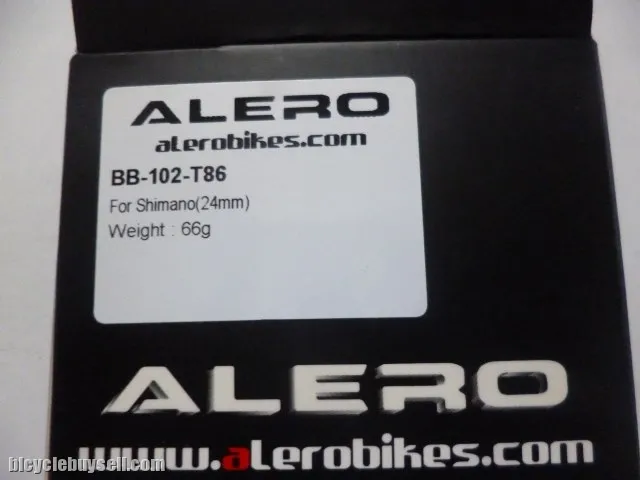 ALERO
alerobikes.com
BB-102-T86
For Shimano(24mm)
Weight : 66g
ALERO
www.alerobikes.com
bicyclebuysell.com